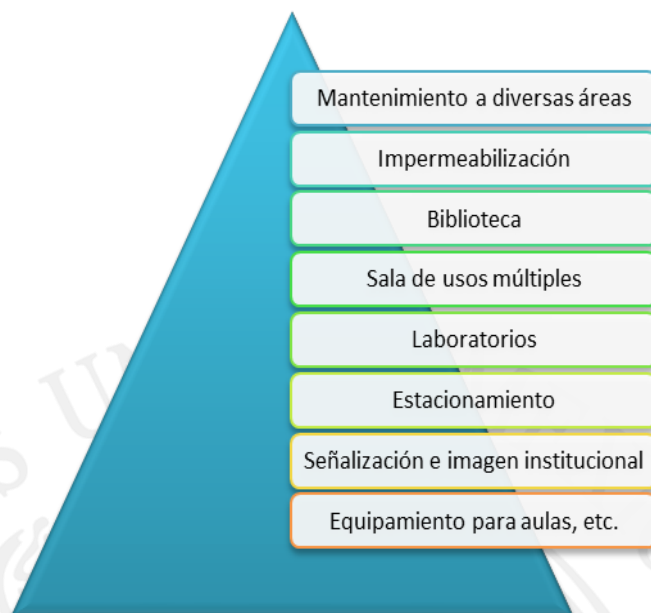 Mantenimiento a diversas áreas
Impermeabilización
Biblioteca
Sala de usos múltiples
Laboratorios
Estacionamiento
Señalización e imagen institucional
Equipamiento para aulas, etc.